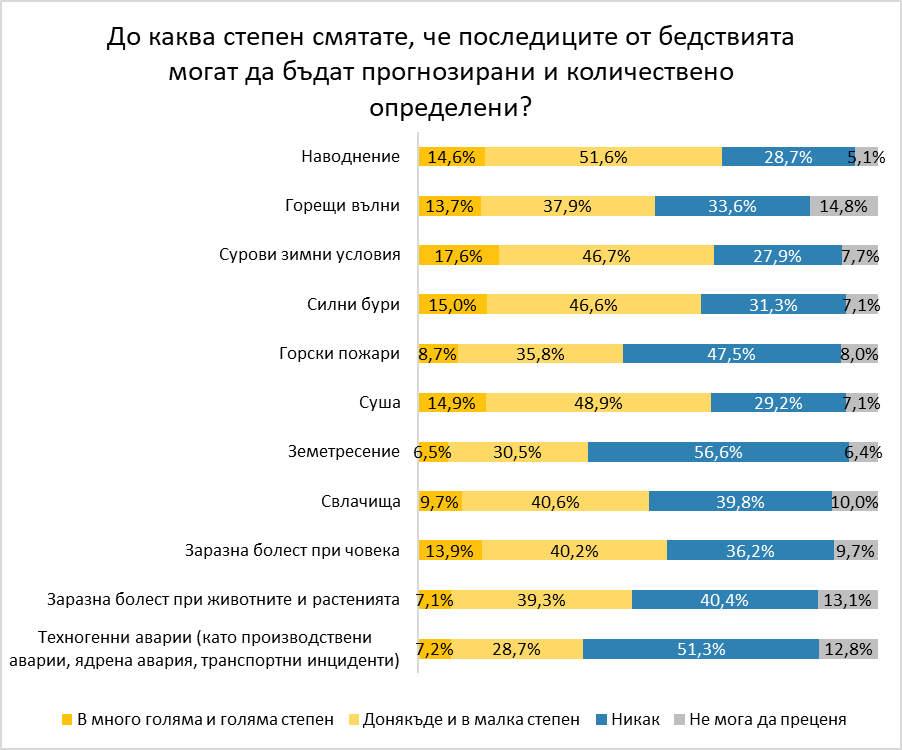 До каква степен смятате, че последиците от бедствията
могат да бъдат прогнозирани и количествено
определени?
Наводнение 14,6% 51,6% 28,7% 5,1%
Горещи вълни 13,7% 37,9% 33,6% 14,8%
Сурови зимни условия 17,6% 46,7% 27,9% 7,7%
Силни бури 15,0% 46,6% 31,3% 7,1%
Горски пожари 8,7% 35,8% 47,5% 8,0%
Суша 14,9% 48,9% 29,2% 7,1%
Земетресение 6,5% 30,5% 56,6% 6,4%
Свлачища 9,7% 40,6% 39,8% 10,0%
Заразна болест при човека 13,9% 40,2% 36,2% 9,7%
Заразна болест при животните и растенията 7,1% 39,3% 40,4% 13,1%
Техногенни аварии (като производствени
аварии, ядрена авария, транспортни инциденти) 7,2% 28,7% 51,3% 12,8%
В много голяма и голяма степен Донякъде и в малка степен Никак Не мога да преценя